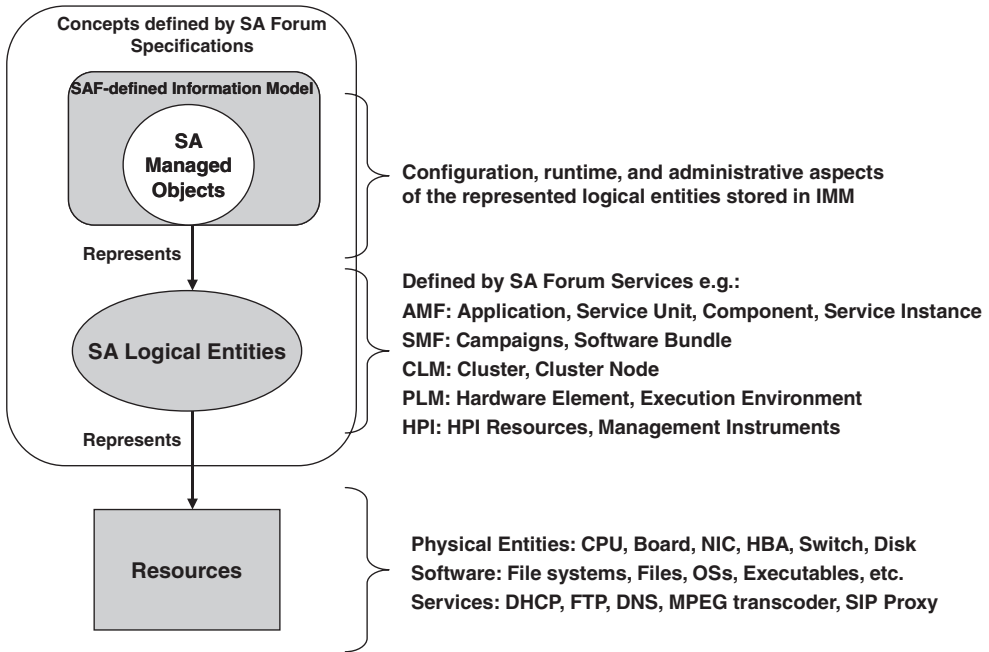 Concepts defined by SA Forum
Specifications
SAF-defined Information Model
SA
Managed
Objects
Configuration, runtime, and administrative aspects
of the represented logical entities stored in IMM
Represents
Defined by SA Forum Services e.g.:
AMF: Application, Service Unit, Component, Service Instance
SMF: Campaigns, Software Bundle
SA Logical Entities
CLM: Cluster, Cluster Node
PLM: Hardware Element, Execution Environment
HPI: HPI Resources, Management Instruments
Represents
Resources
Physical Entities: CPU, Board, NIC, HBA, Switch, Disk
Software: File systems, Files, OSs, Executables, etc.
Services: DHCP, FTP, DNS, MPEG transcoder, SIP Proxy